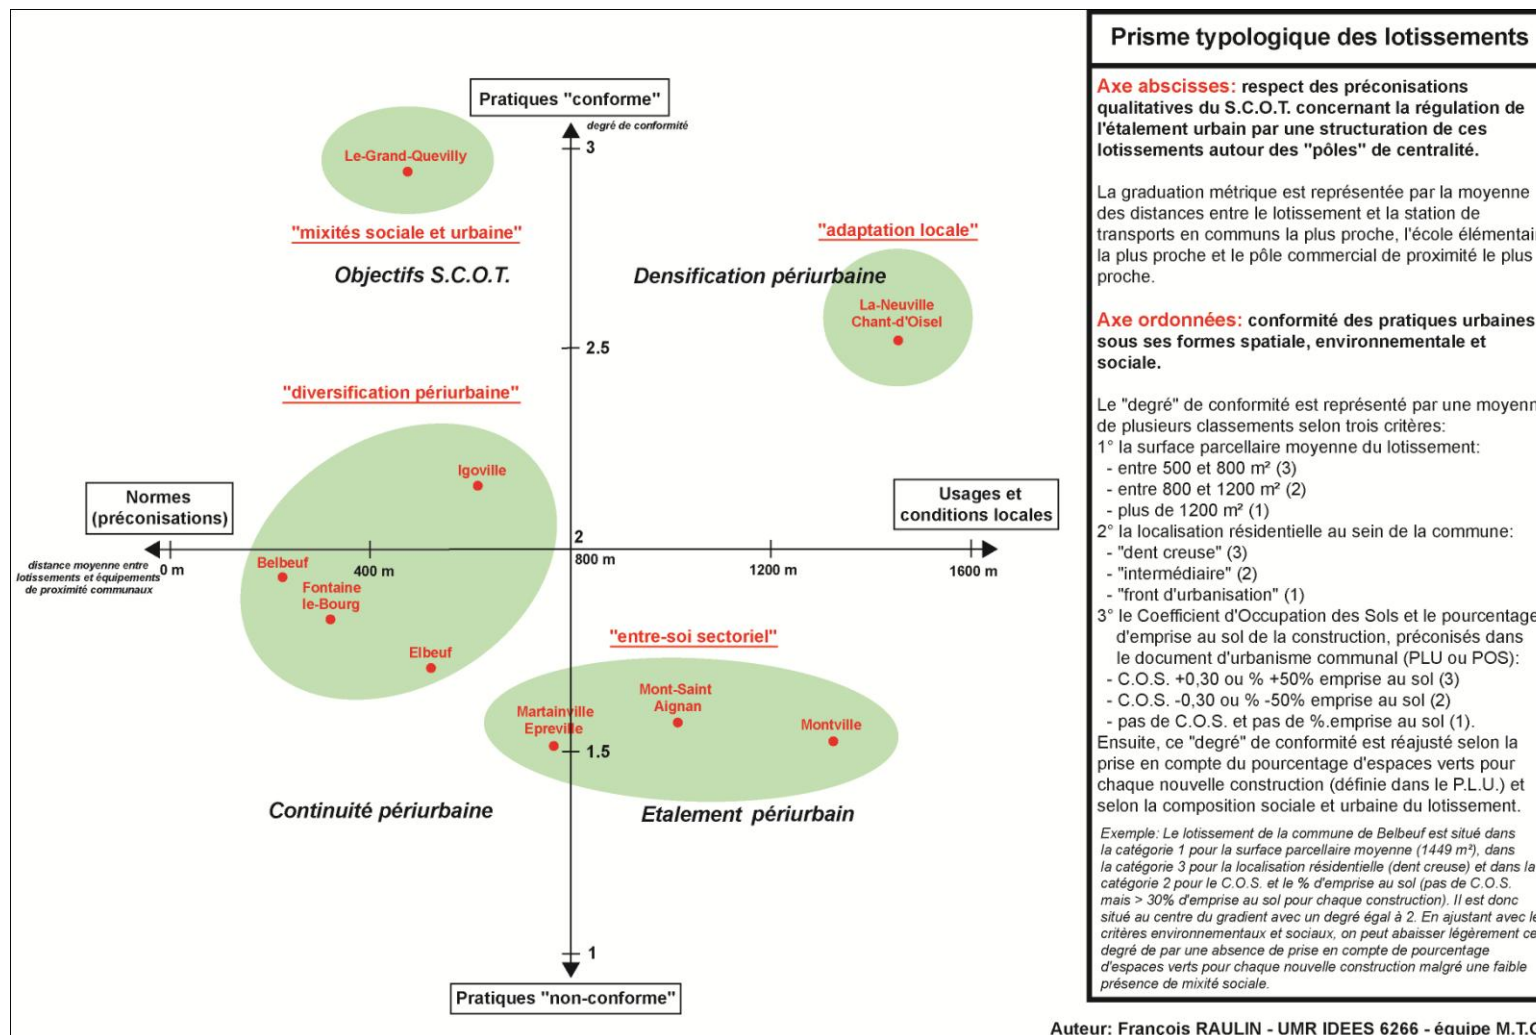 Pratiques "conforme"
degré de conformité
3
Le-Grand-Quevilly
"mixités sociale et urbaine"
Objectifs S.C.O.T.
"adaptation locale"
Densification périurbaine
La-Neuville
Chant-d'Oisel
2.5
"diversification périurbaine"
Igoville
Normes
(préconisations)
Usages et
conditions locales
2
distance moyenne entre
lotissements et équipements
de proximité communaux
0 m
400 m
800 m
1200 m
1600 m
Belbeuf
Fontaine
le-Bourg
Elbeuf
"entre-soi sectoriel"
Martainville
Epreville
Mont-Saint
Aignan
Montville
1.5
Continuité périurbaine
Etalement périurbain
1
Pratiques "non-conforme"
Prisme typologique des lotissements
Axe abscisses: respect des préconisations
qualitatives du S.C.O.T. concernant la régulation de
l'étalement urbain par une structuration de ces
lotissements autour des "pôles" de centralité.
La graduation métrique est représentée par la moyenne
des distances entre le lotissement et la station de
transports en communs la plus proche, l'école élémentai
la plus proche et le pôle commercial de proximité le plus
proche.
Axe ordonnées: conformité des pratiques urbaines
sous ses formes spatiale, environnementale et
sociale.
Le "degré" de conformité est représenté par une moyenn
de plusieurs classements selon trois critères:
1° la surface parcellaire moyenne du lotissement:
- entre 500 et 800 m² (3)
- entre 800 et 1200 m² (2)
- plus de 1200 m² (1)
2° la localisation résidentielle au sein de la commune:
- "dent creuse" (3)
- "intermédiaire" (2)
- "front d'urbanisation" (1)
3° le Coefficient d'Occupation des Sols et le pourcentage
d'emprise au sol de la construction, préconisés dans
le document d'urbanisme communal (PLU ou POS):
- C.O.S. +0,30 ou % +50% emprise au sol (3)
- C.O.S. -0,30 ou % -50% emprise au sol (2)
- pas de C.O.S. et pas de %.emprise au sol (1).
Ensuite, ce "degré" de conformité est réajusté selon la
prise en compte du pourcentage d'espaces verts pour
chaque nouvelle construction (définie dans le P.L.U.) et
selon la composition sociale et urbaine du lotissement.
Exemple: Le lotissement de la commune de Belbeuf est situé dans
la catégorie 1 pour la surface parcellaire moyenne (1449 m²), dans
la catégorie 3 pour la localisation résidentielle (dent creuse) et dans la
catégorie 2 pour le C.O.S. et le % d'emprise au sol (pas de C.O.S.
mais > 30% d'emprise au sol pour chaque construction). Il est donc
situé au centre du gradient avec un degré égal à 2. En ajustant avec le
critères environnementaux et sociaux, on peut abaisser légèrement ce
degré de par une absence de prise en compte de pourcentage
d'espaces verts pour chaque nouvelle construction malgré une faible
présence de mixité sociale.
Auteur: François RAULIN - UMR IDEES 6266 - équipe M.T.G